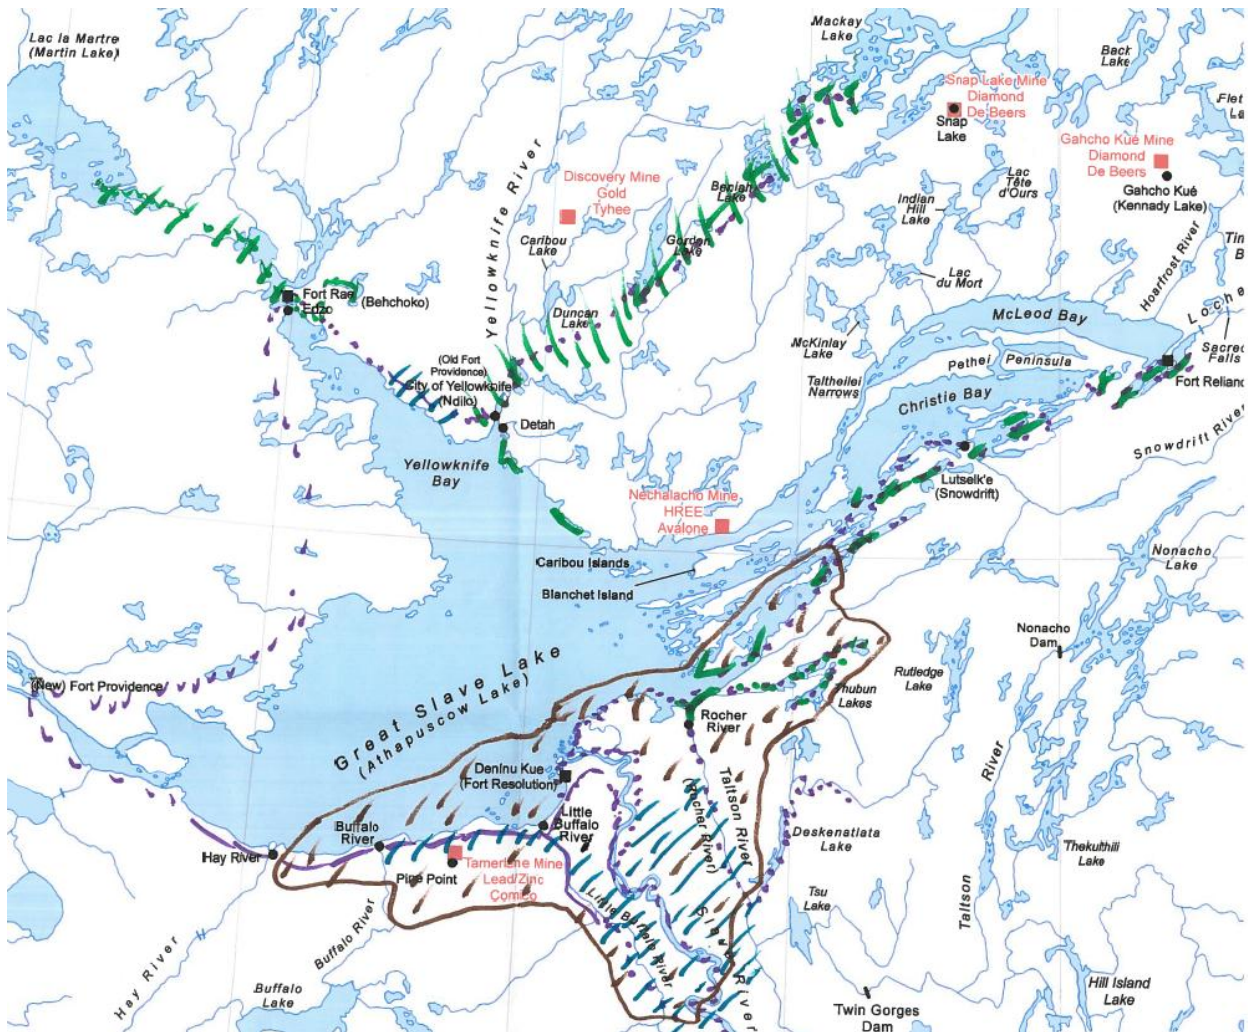 Lac la Martre
(Martin Lake)
Mackay
Lake
Back
Lake
Snap Lake Mine
Diamond
De Beers
Snap
Lake
Gahcho Kué Mine
Diamond
De Beers
Gahcho Kué
(Kennady Lake)
Lac
Tête
d'Ours
Indian
Hill
Lake
Lac
du Mort
Hoarfrost River
Yellowknife River
Discovery Mine
Gold
Tyhee
Caribou
Lake
Beniah
Lake
Gordon
Lake
Duncan
Lake
Fort Rae
Edzo
(Behchoko)
(Old Fort
Providence)
City of Yellowknife
(Ndilo)
Detah
Yellowknife
Bay
McLeod Bay
McKinlay
Lake
Pethei Peninsula
Taltheilei
Narrows
Christie Bay
Sacred
Falls
Fort Relianc
Snowdrift River
Lutselk'e
(Snowdrift)
Nechalacho Mine
HREE
Avalone
Caribou Islands
Blanchet Island
Nonacho
Lake
Nonacho
Dam
Rutledge
Lake
Thubun
Lakes
Rocher
River
(New) Fort Providence
Great Slave Lake
(Athapuscow Lake)
Deninu Kue
(Fort Resolution)
Little
Buffalo
River
Buffalo
River
Hay River
Pine Point
Tamerlane Mine
Lead/Zinc
Cominco
Taltson River
(Rocher River)
Deskenatlata
Lake
Tsu
Lake
Thekulthili
Lake
Taltson River
Little Buffalo River
Slave River
Buffalo River
Hay River
Buffalo
Lake
Twin Gorges
Dam
Hill Island
Lake